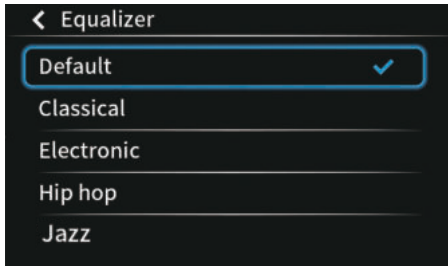 Equalizer
Default
Classical
Electronic
Hip hop
Jazz